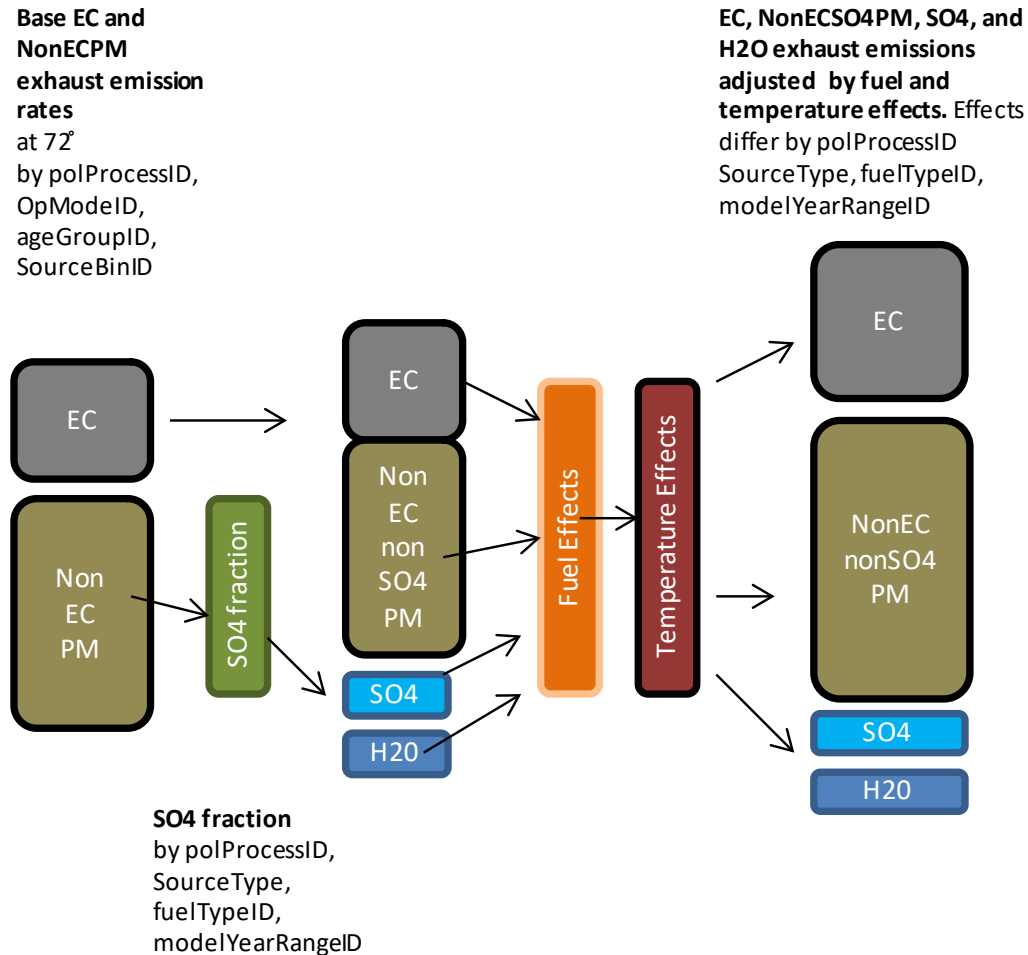 Base EC and
NonECPM
exhaust emission
rates
at 72°
by polProcessID,
OpModeID,
ageGroupID,
SourceBinID
EC, NonECSO4PM, SO4, and
H2O exhaust emissions
adjusted by fuel and
temperature effects. Effects
differ by polProcessID
SourceType, fuelTypeID,
modelYearRangeID
EC
Non
EC
PM
SO4 fraction
EC
Non
EC
non
SO4
PM
SO4
H20
Fuel Effects
Temperature Effects
EC
NonEC
nonSO4
PM
SO4
H20
SO4 fraction
by polProcessID,
SourceType,
fuelTypeID,
modelYearRangeID